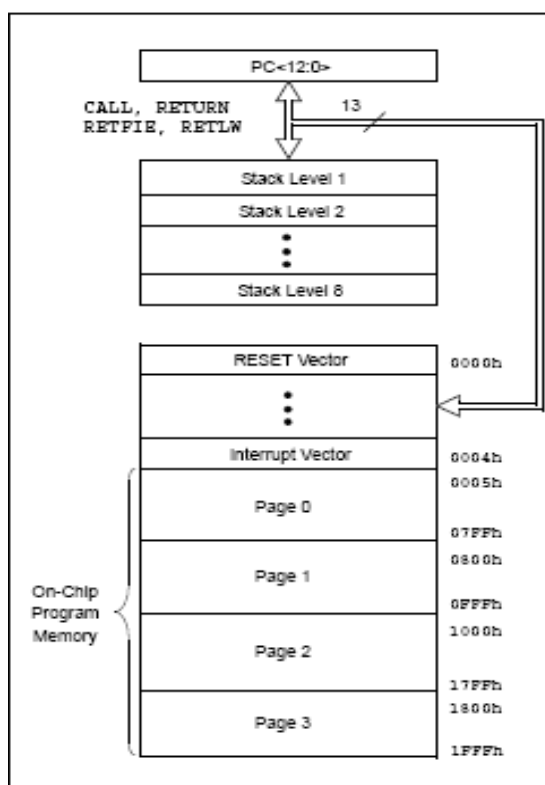 PC<12:0>
CALL, RETURN
RETFIE, RETLW
13
Stack Level 1
Stack Level 2
Stack Level 8
RESET Vector
0000h
Interrupt Vector
0004h
0005h
Page 0
07FFh
0800h
Page 1
0FFFh
1000h
Page 2
17FFh
1800h
Page 3
1FFFh
On-Chip
Program
Memory